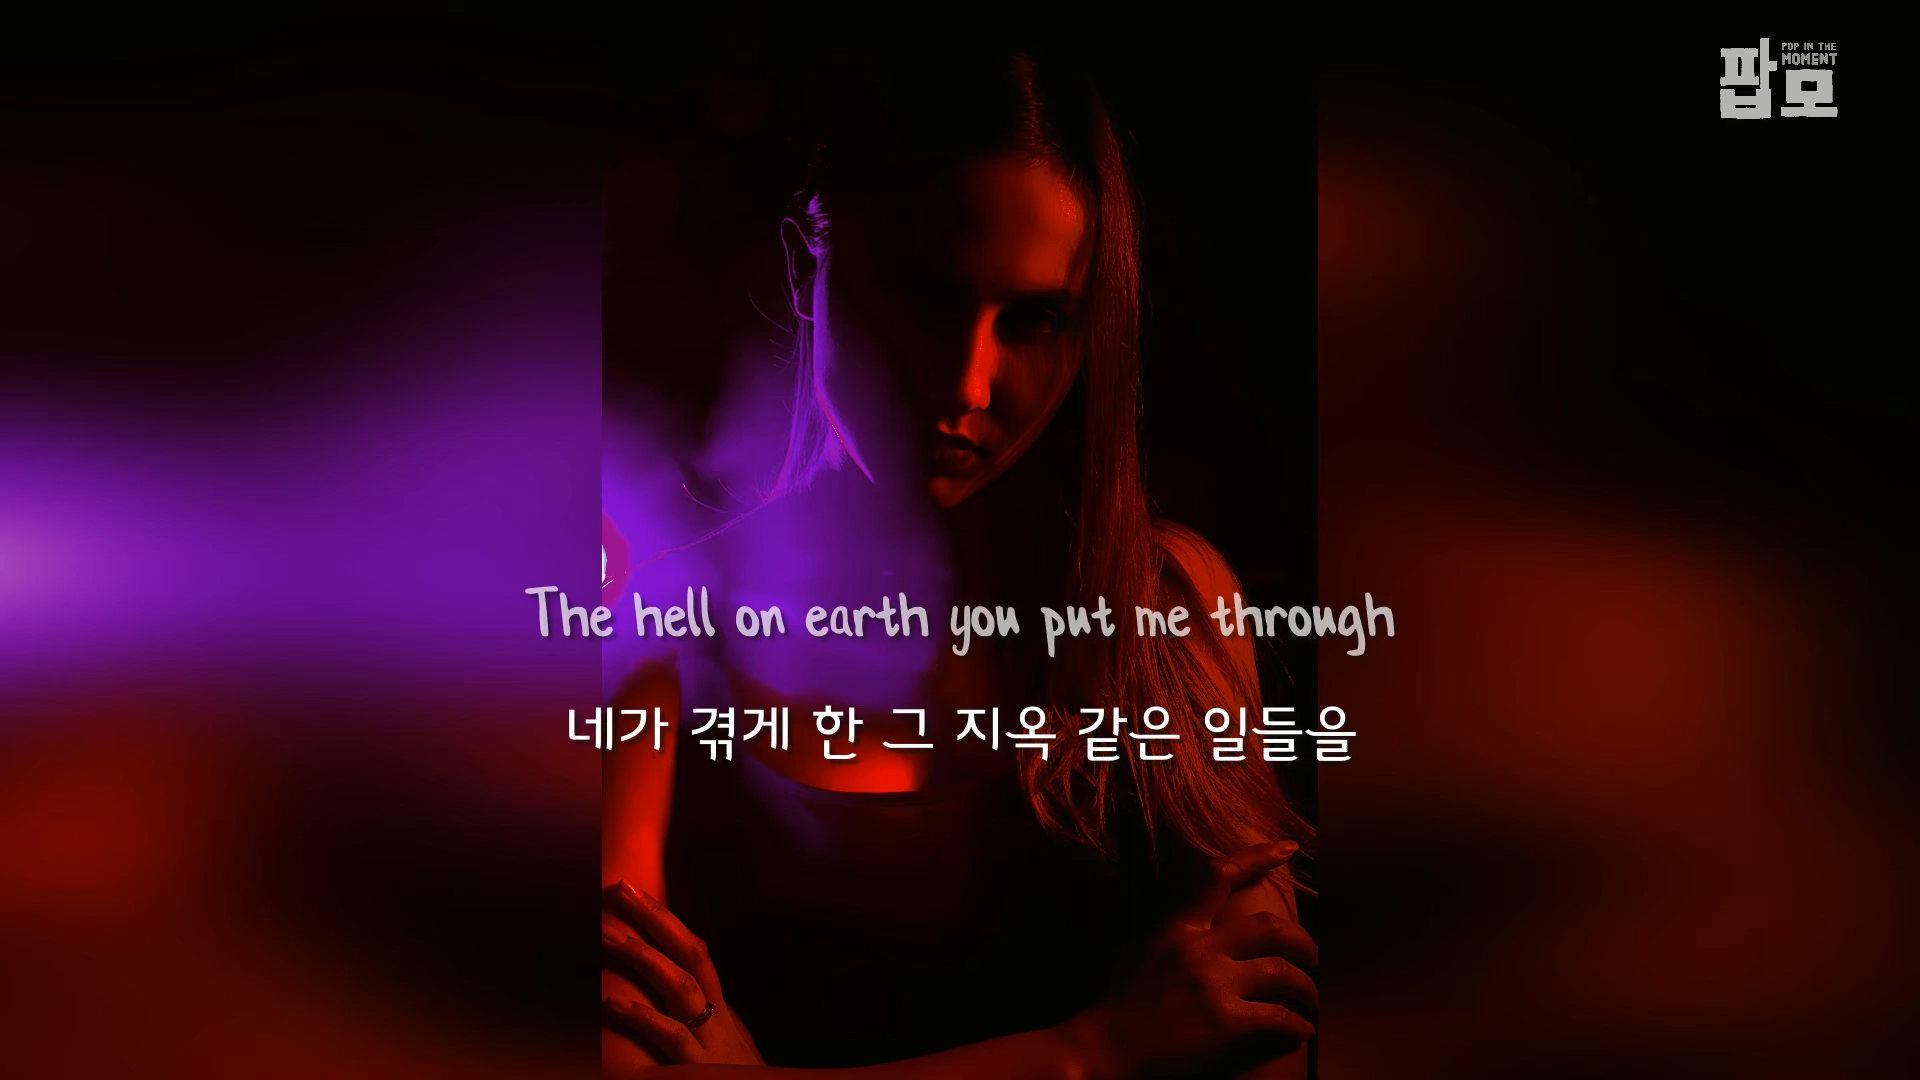 팝모
POP IN THE
MOMENT
The hell on earth you put me through
네가 겪게 한 그 지옥 같은 일들을